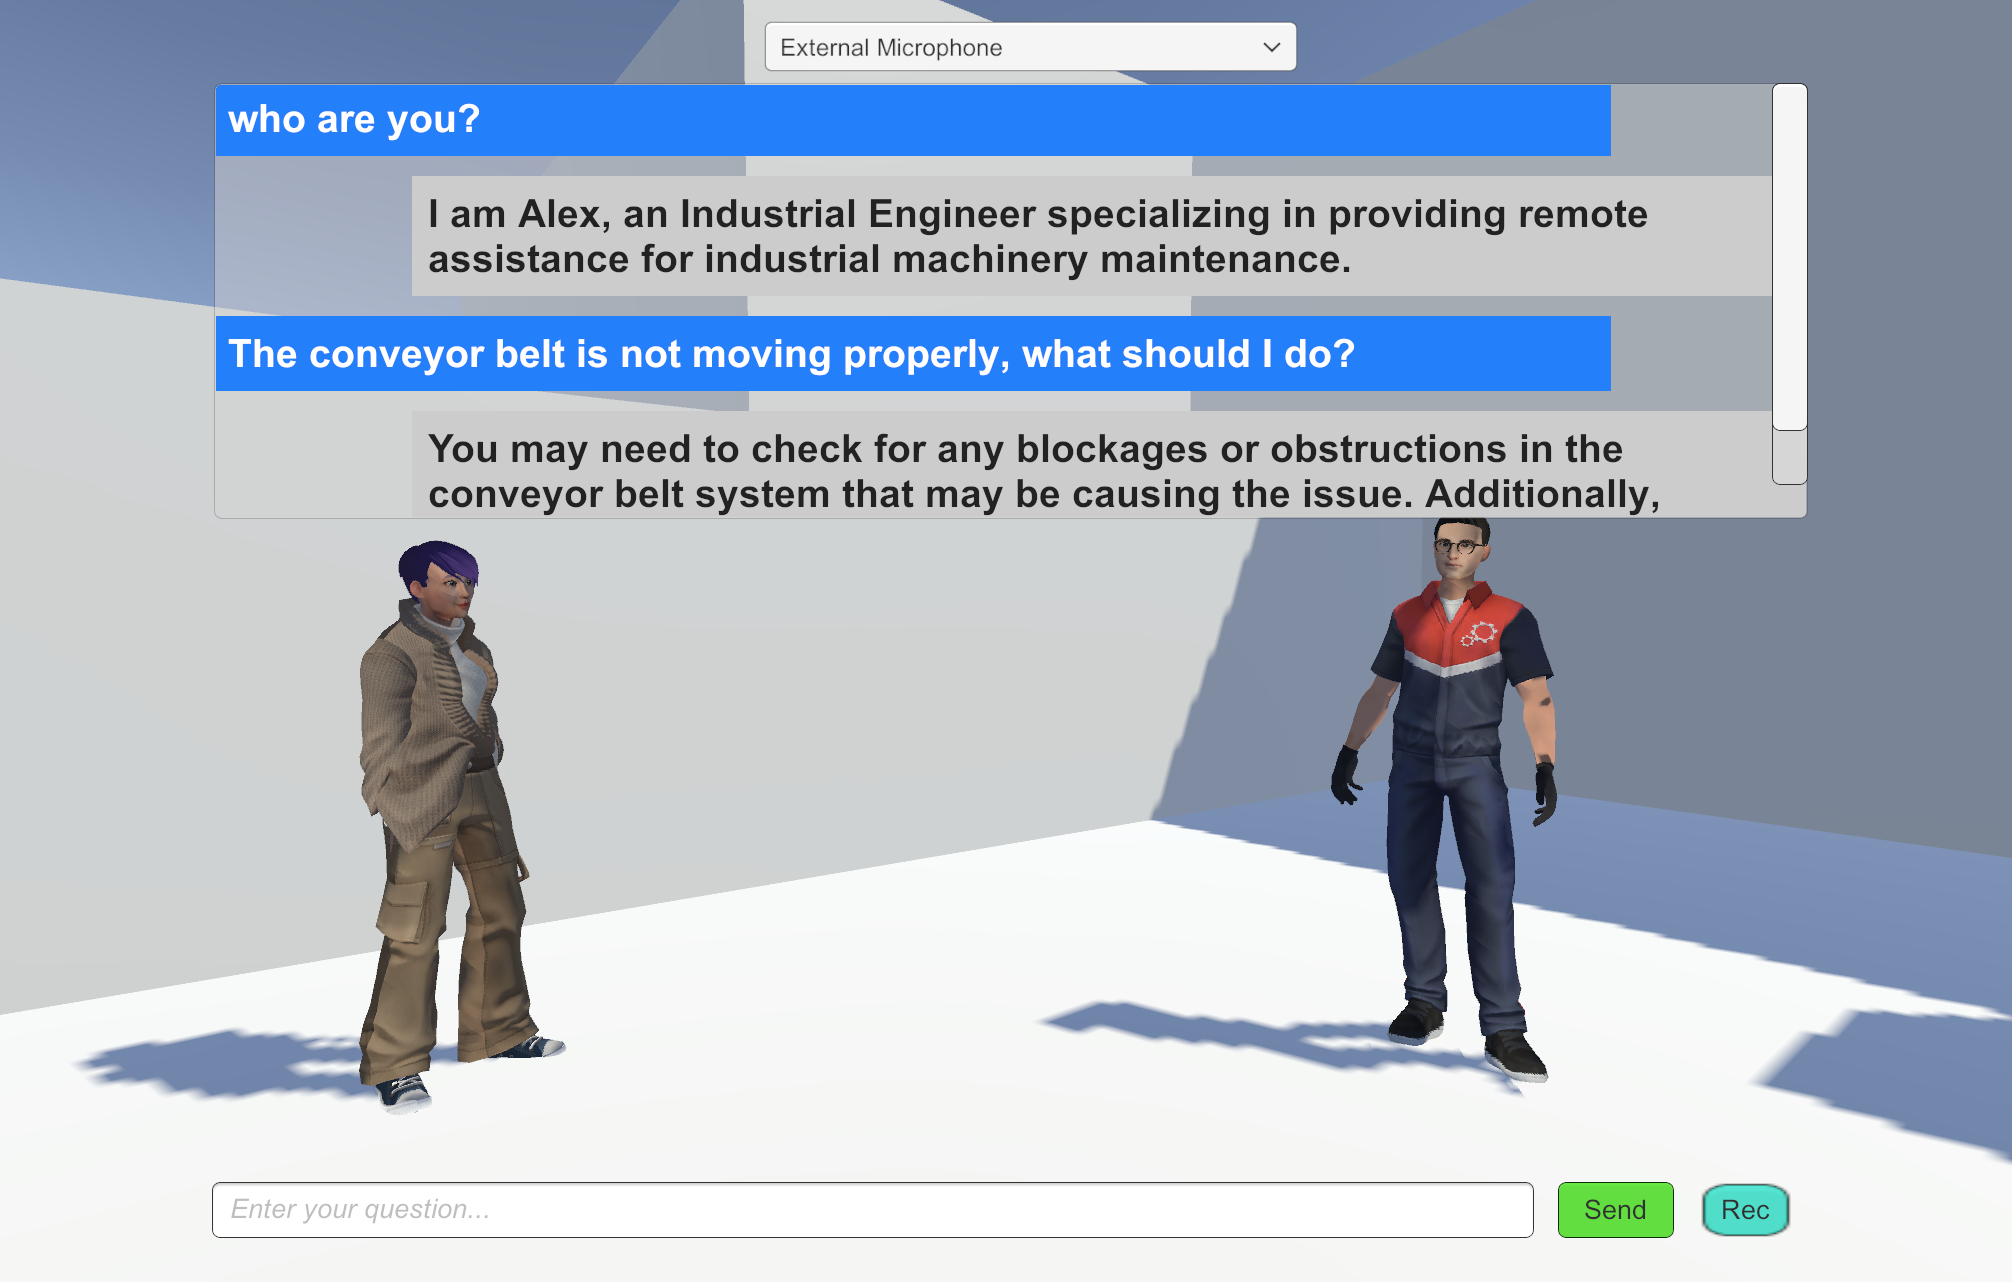 External Microphone
who are you?
I am Alex, an Industrial Engineer specializing in providing remote
assistance for industrial machinery maintenance.
The conveyor belt is not moving properly, what should I do?
You may need to check for any blockages or obstructions in the
conveyor belt system that may be causing the issue. Additionally,
Enter your question...
Send
Rec